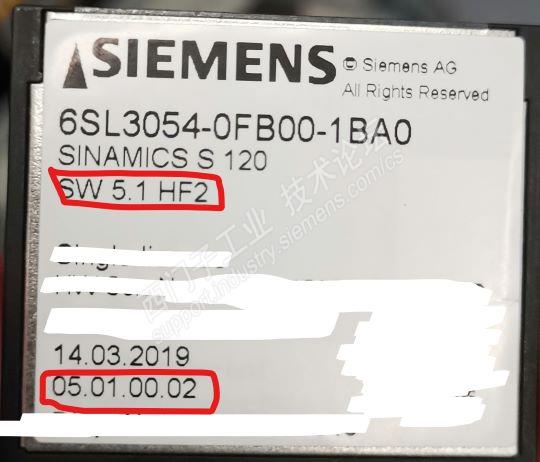 SIEMENS
© Siemens AG
All Rights Reserved
6SL3054-0FB00-1BA0
SINAMICS S 120
SW 5.1 HF2
西门子工业 技术论坛
support.industry.siemens.com/cs
14.03.2019
05.01.00.02